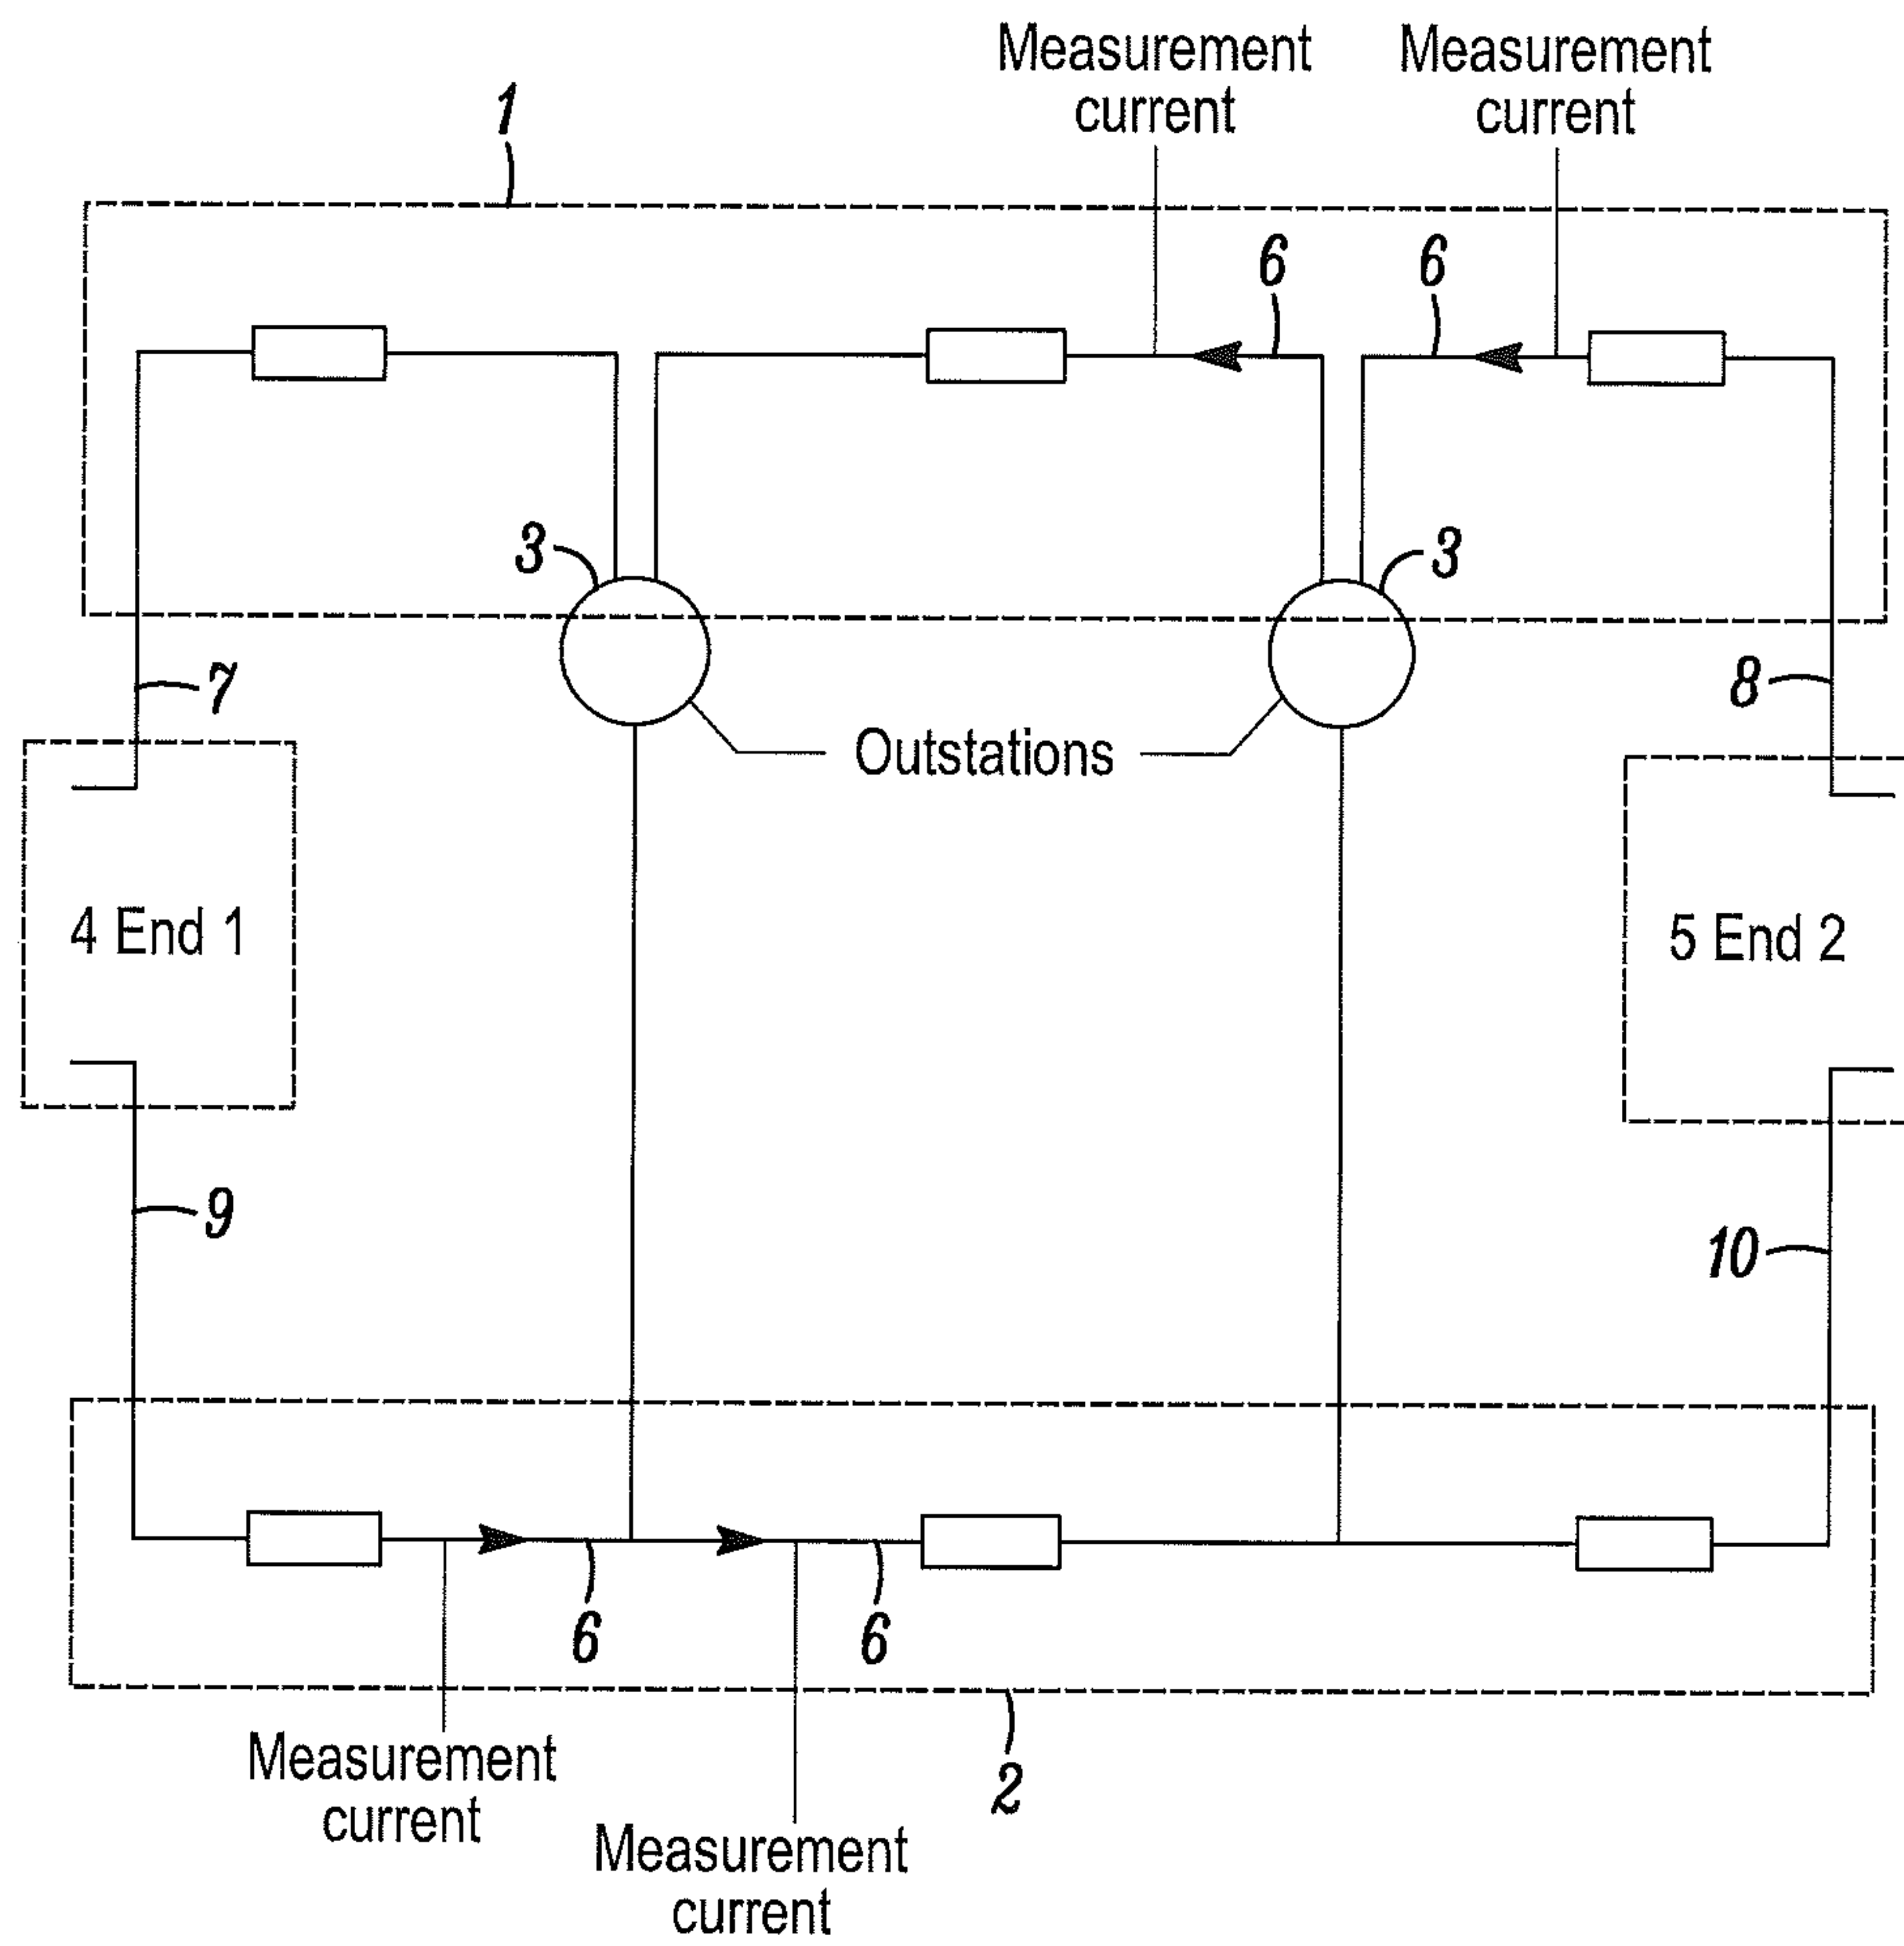 Measurement
current
Measurement
current
1
6
6
3
3
7
8
Outstations
4 End 1
5 End 2
9
10
6
6
2
Measurement
current
Measurement
current